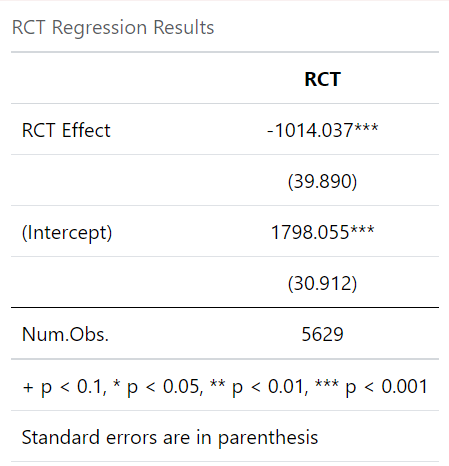 RCT Regression Results
RCT
RCT Effect -1014.037***
(39.890)
(Intercept) 1798.055***
(30.912)
Num.Obs. 5629
+ p < 0.1, * p < 0.05, ** p < 0.01, *** p < 0.001
Standard errors are in parenthesis